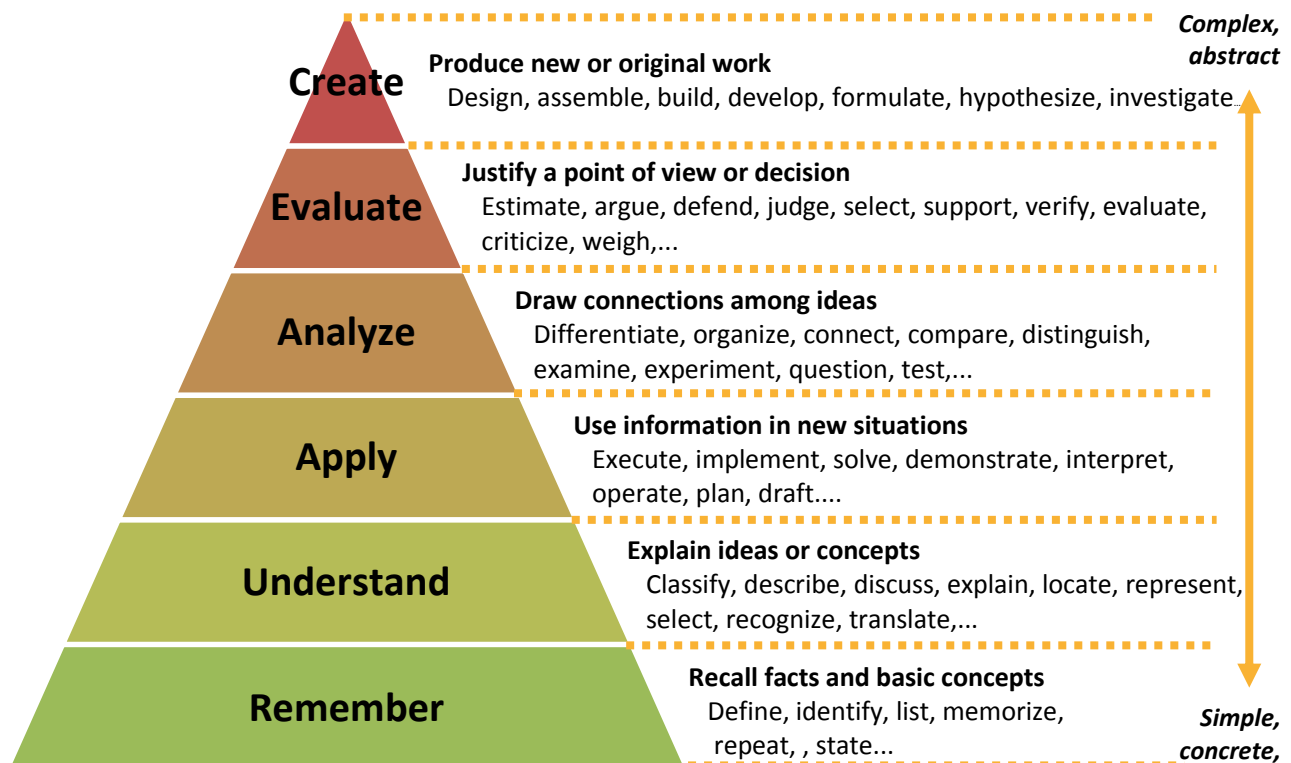 Complex,
abstract
Create
Produce new or original work
Design, assemble, build, develop, formulate, hypothesize, investigate...
Evaluate
Justify a point of view or decision
Estimate, argue, defend, judge, select, support, verify, evaluate,
criticize, weigh,...
Analyze
Draw connections among ideas
Differentiate, organize, connect, compare, distinguish,
examine, experiment, question, test,...
Apply
Use information in new situations
Execute, implement, solve, demonstrate, interpret,
operate, plan, draft....
Understand
Explain ideas or concepts
Classify, describe, discuss, explain, locate, represent,
select, recognize, translate,...
Remember
Recall facts and basic concepts
Define, identify, list, memorize,
repeat, , state...
Simple,
concrete,